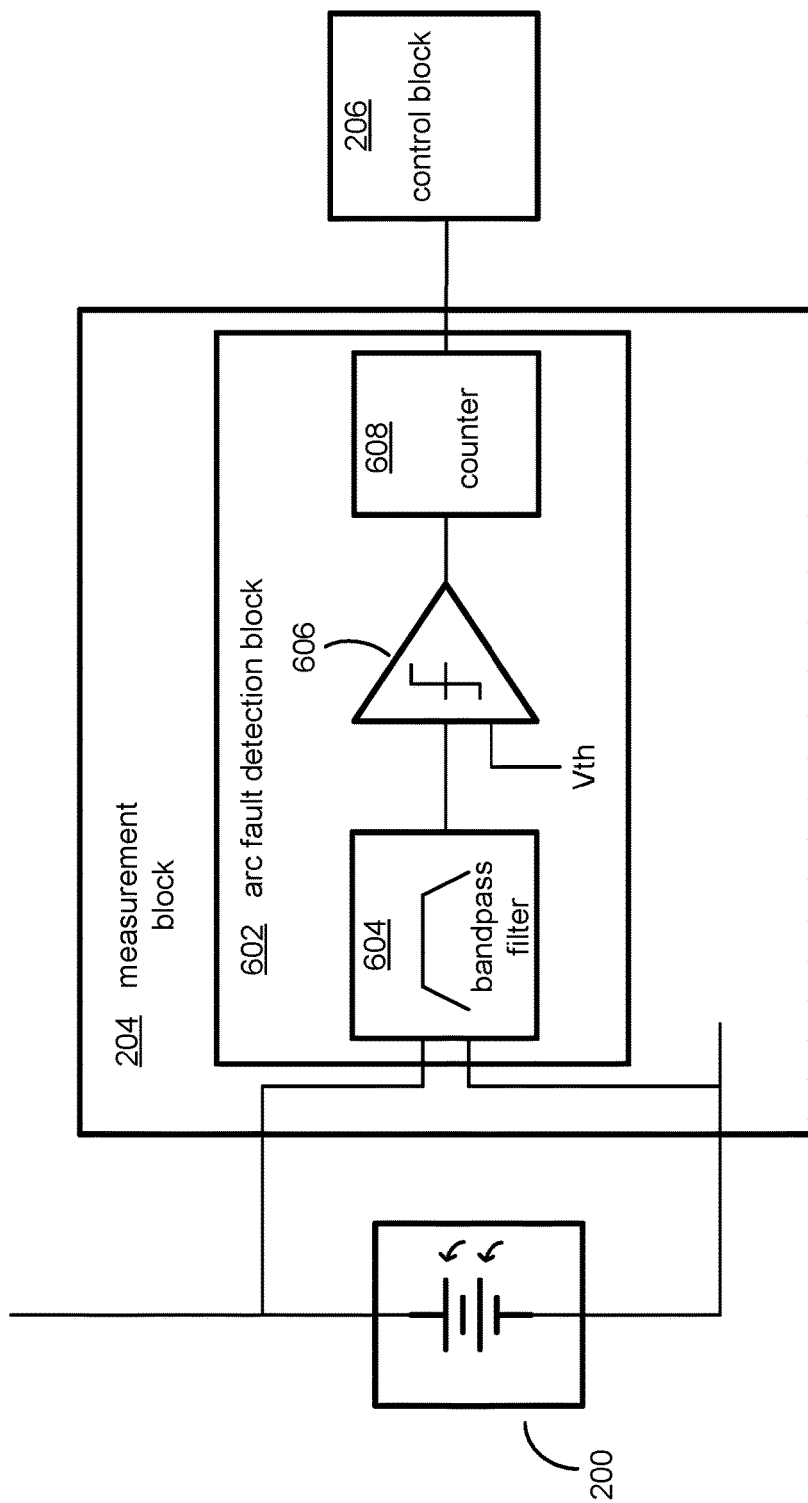 204 measurement
block
602 arc fault detection block
604
bandpass
filter
606
Vth
608
counter
206
control block
200